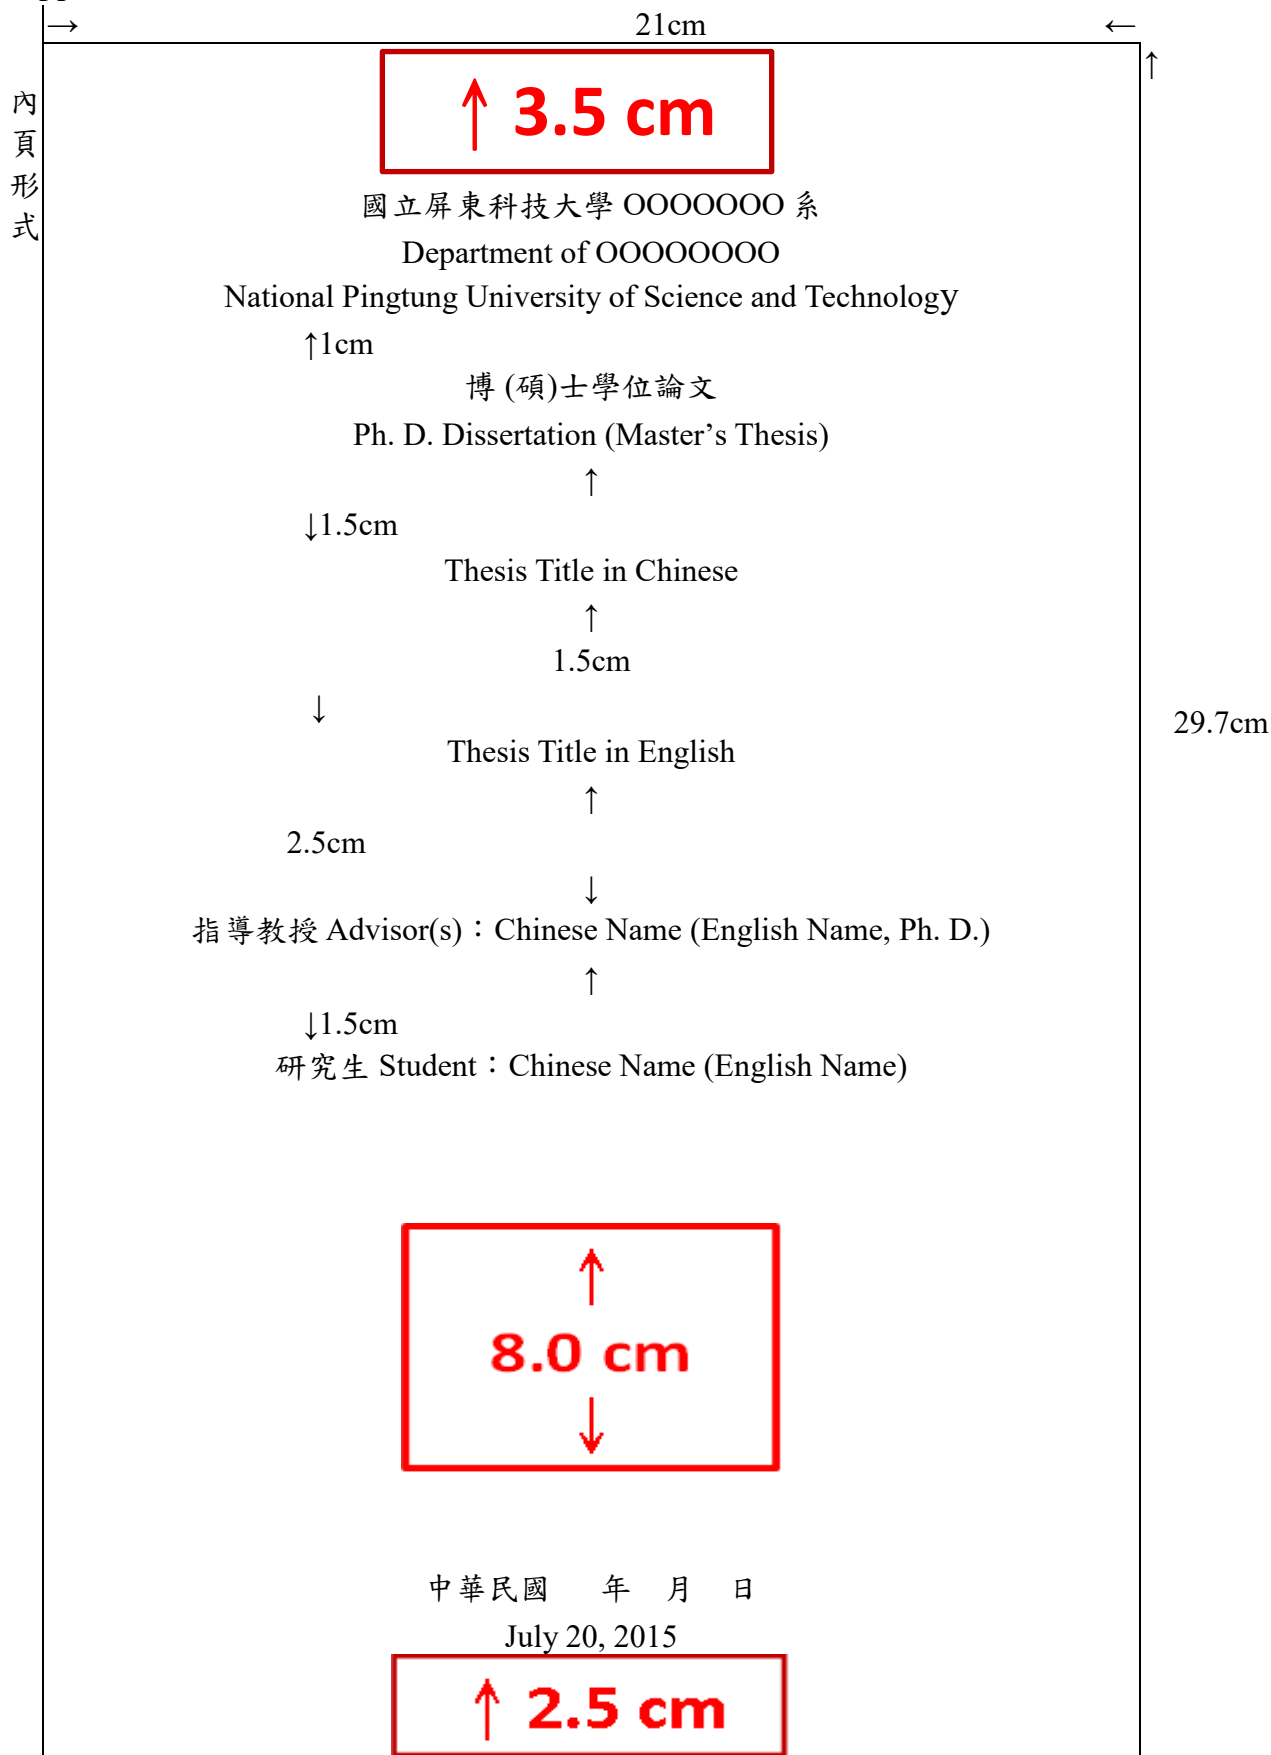 → 21cm ←
↑
內頁形式
↑ 3.5 cm
國立屏東科技大學 OOOOOOO 系
Department of OOOOOOOO
National Pingtung University of Science and Technology
↑1cm
博 (碩)士學位論文
Ph. D. Dissertation (Master’s Thesis)
↑
↓1.5cm
Thesis Title in Chinese
↑
1.5cm
↓
29.7cm
Thesis Title in English
↑
2.5cm
↓
指導教授 Advisor(s)：Chinese Name (English Name, Ph. D.)
↑
↓1.5cm
研究生 Student：Chinese Name (English Name)
↑
8.0 cm
↓
中華民國 年 月 日
July 20, 2015
↑ 2.5 cm